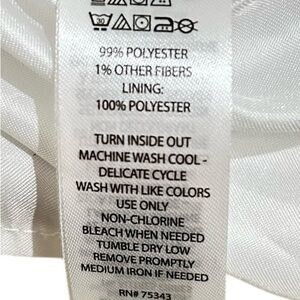 30
99% POLYESTER
1% OTHER FIBERS
LINING:
100% POLYESTER
TURN INSIDE OUT
MACHINE WASH COOL -
DELICATE CYCLE
WASH WITH LIKE COLORS
USE ONLY
NON-CHLORINE
BLEACH WHEN NEEDED
TUMBLE DRY LOW
REMOVE PROMPTLY
MEDIUM IRON IF NEEDED
RN# 75343